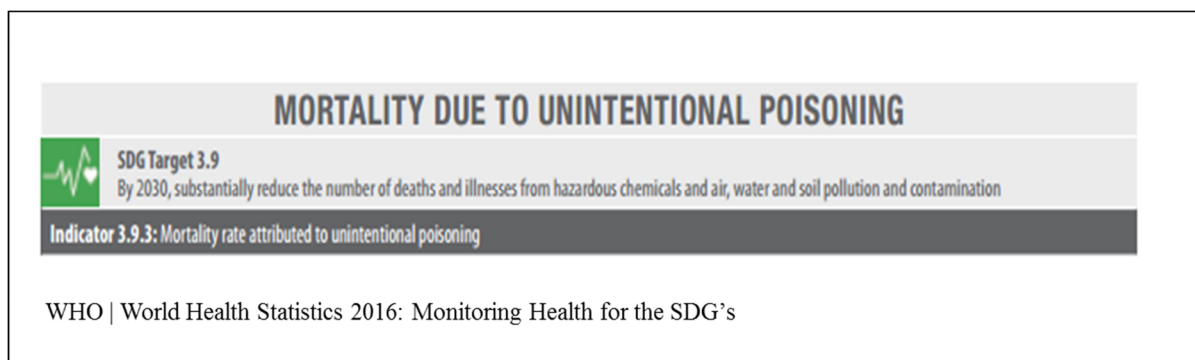 MORTALITY DUE TO UNINTENTIONAL POISONING
SDG Target 3.9
By 2030, substantially reduce the number of deaths and illnesses from hazardous chemicals and air, water and soil pollution and contamination
Indicator 3.9.3: Mortality rate attributed to unintentional poisoning
WHO | World Health Statistics 2016: Monitoring Health for the SDG’s